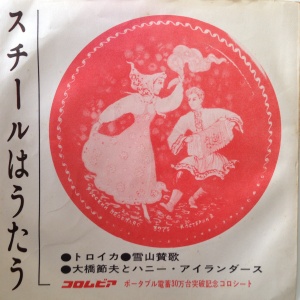 スチールはうたう
●トロイカ●雪山賛歌
●大橋節夫とハニー・アイランダース
コロムビア ポータブル電蓄30万台突破記念コロシート